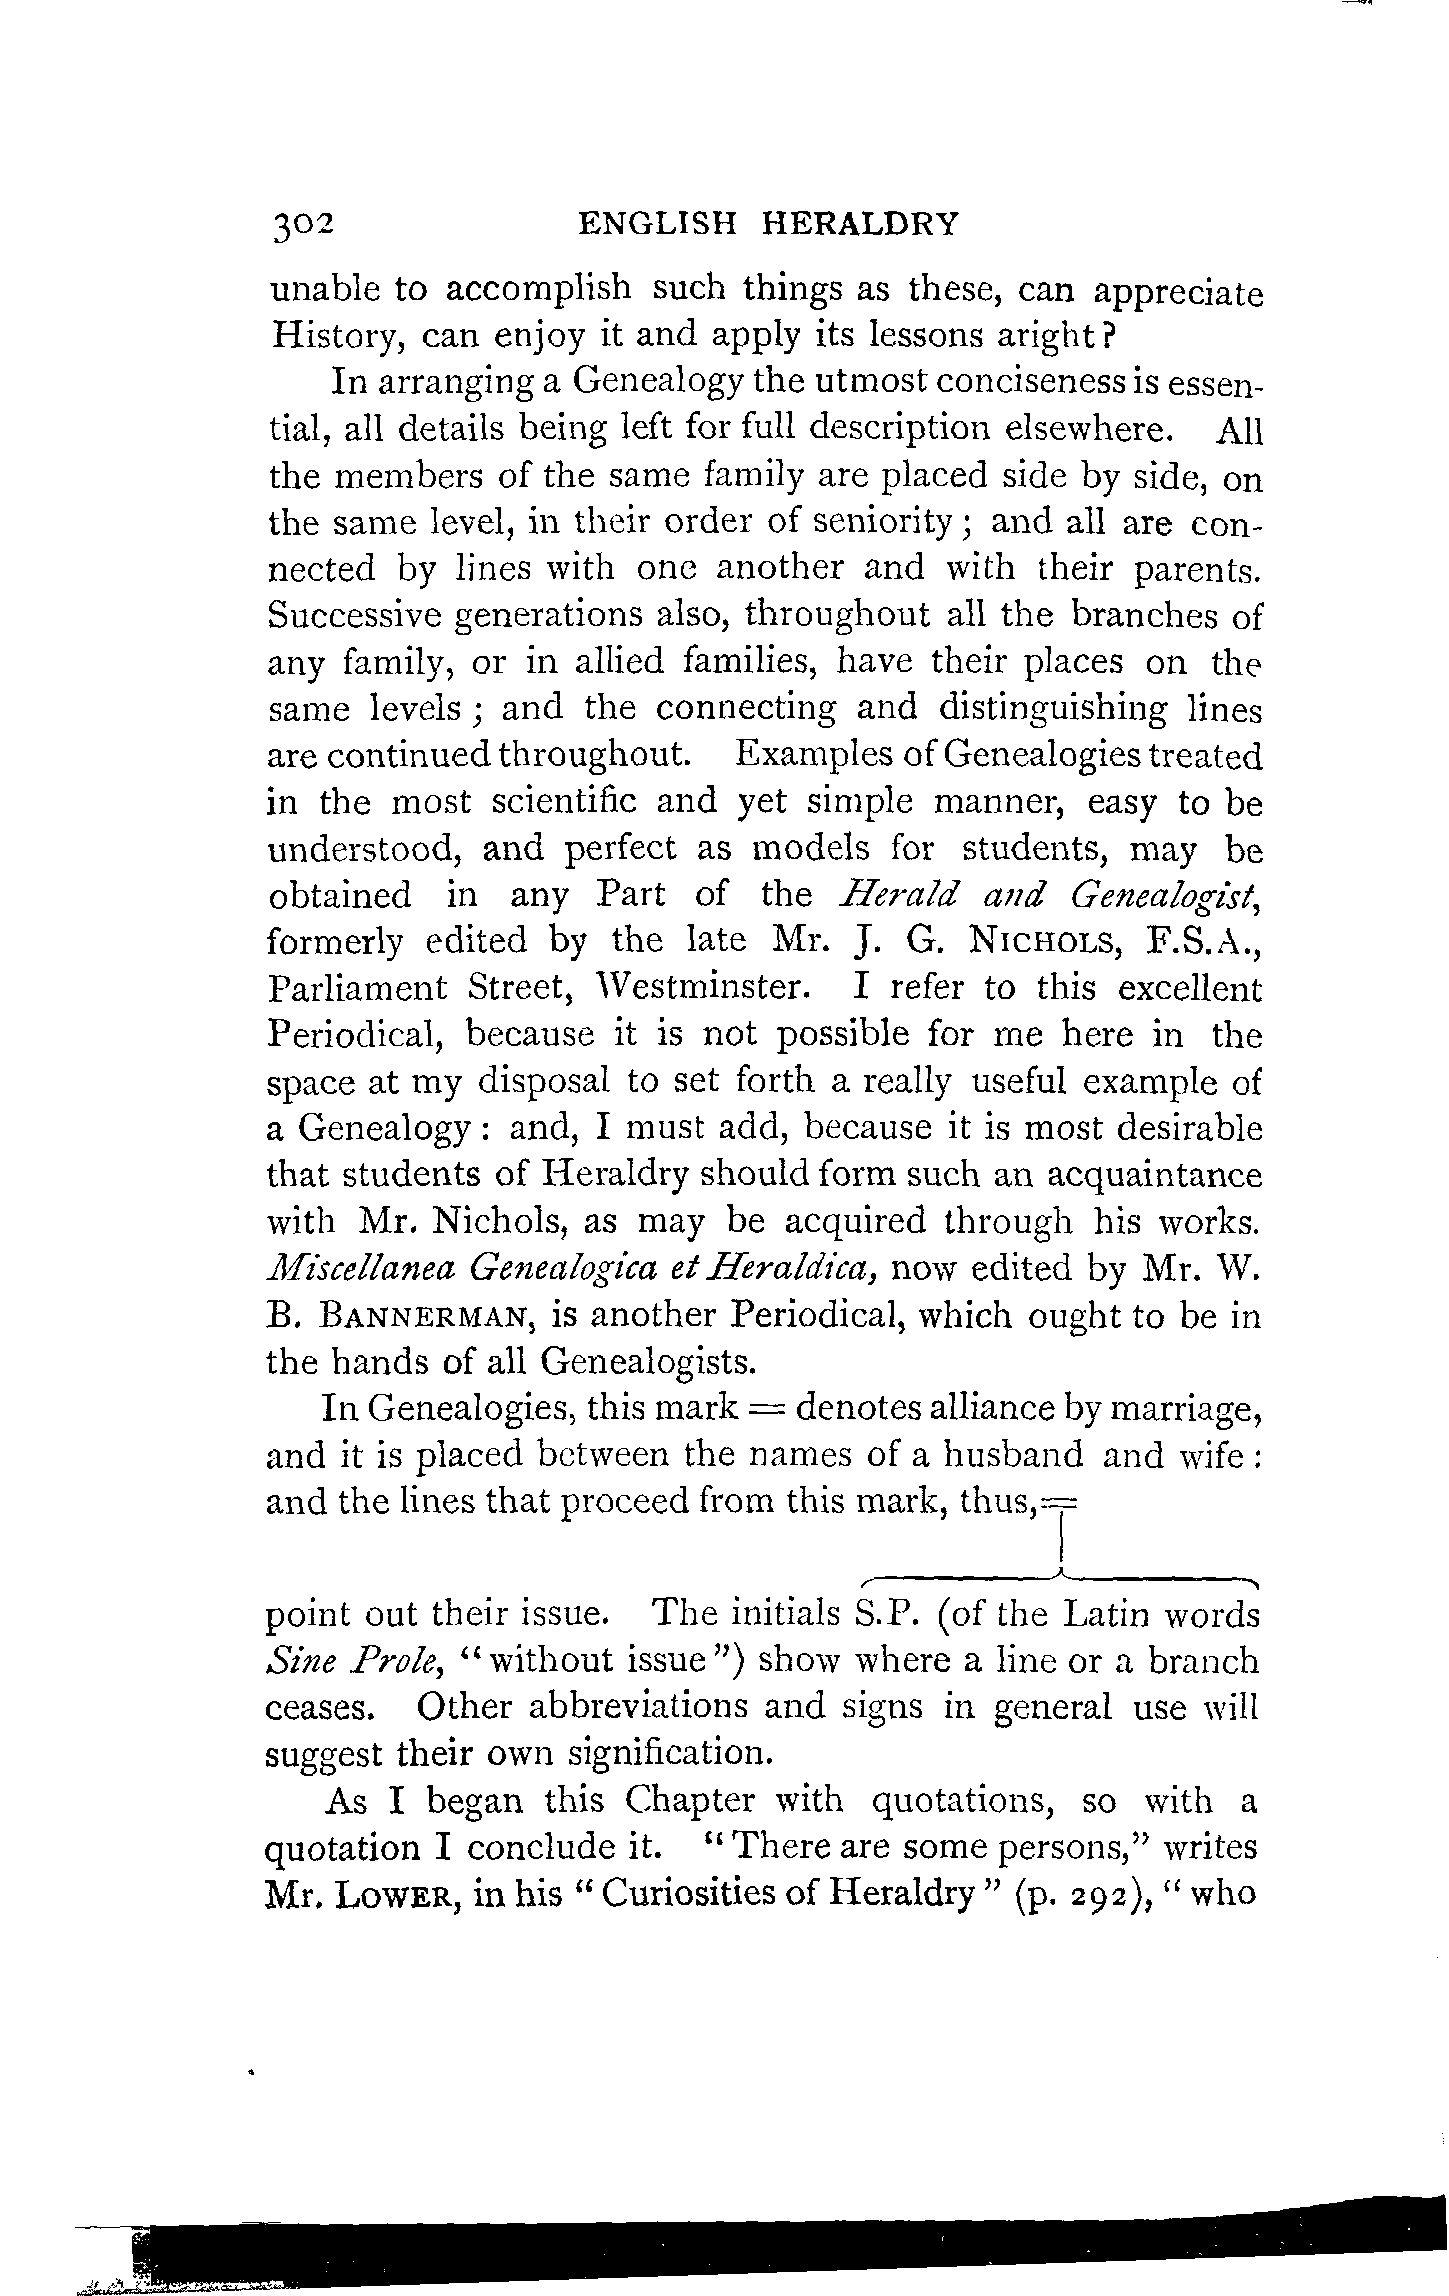 302 ENGLISH HERALDRY
unable to accomplish such things as these, can appreciate
History, can enjoy it and apply its lessons aright?
In arranging a Genealogy the utmost conciseness is essen-
tial, all details being left for full description elsewhere. All
the members of the same family are placed side by side, on
the same level, in their order of seniority; and all are con-
nected by lines with one another and with their parents.
Successive generations also, throughout all the branches of
any family, or in allied families, have their places on the
same levels; and the connecting and distinguishing lines
are continued throughout. Examples of Genealogies treated
in the most scientific and yet simple manner, easy to be
understood, and perfect as models for students, may be
obtained in any Part of the Herald and Genealogist,
formerly edited by the late Mr. J. G. NICHOLS, F.S.A.,
Parliament Street, Westminster. I refer to this excellent
Periodical, because it is not possible for me here in the
space at my disposal to set forth a really useful example of
a Genealogy: and, I must add, because it is most desirable
that students of Heraldry should form such an acquaintance
with Mr. Nichols, as may be acquired through his works.
Miscellanea Genealogica et Heraldica, now edited by Mr. W.
B. BANNERMAN, is another Periodical, which ought to be in
the hands of all Genealogists.
In Genealogies, this mark = denotes alliance by marriage,
and it is placed between the names of a husband and wife:
and the lines that proceed from this mark, thus,=
point out their issue. The initials S.P. (of the Latin words
Sine Prole, "without issue") show where a line or a branch
ceases. Other abbreviations and signs in general use will
suggest their own signification.
As I began this Chapter with quotations, so with a
quotation I conclude it. "There are some persons," writes
Mr. LOWER, in his "Curiosities of Heraldry" (p. 292), "who